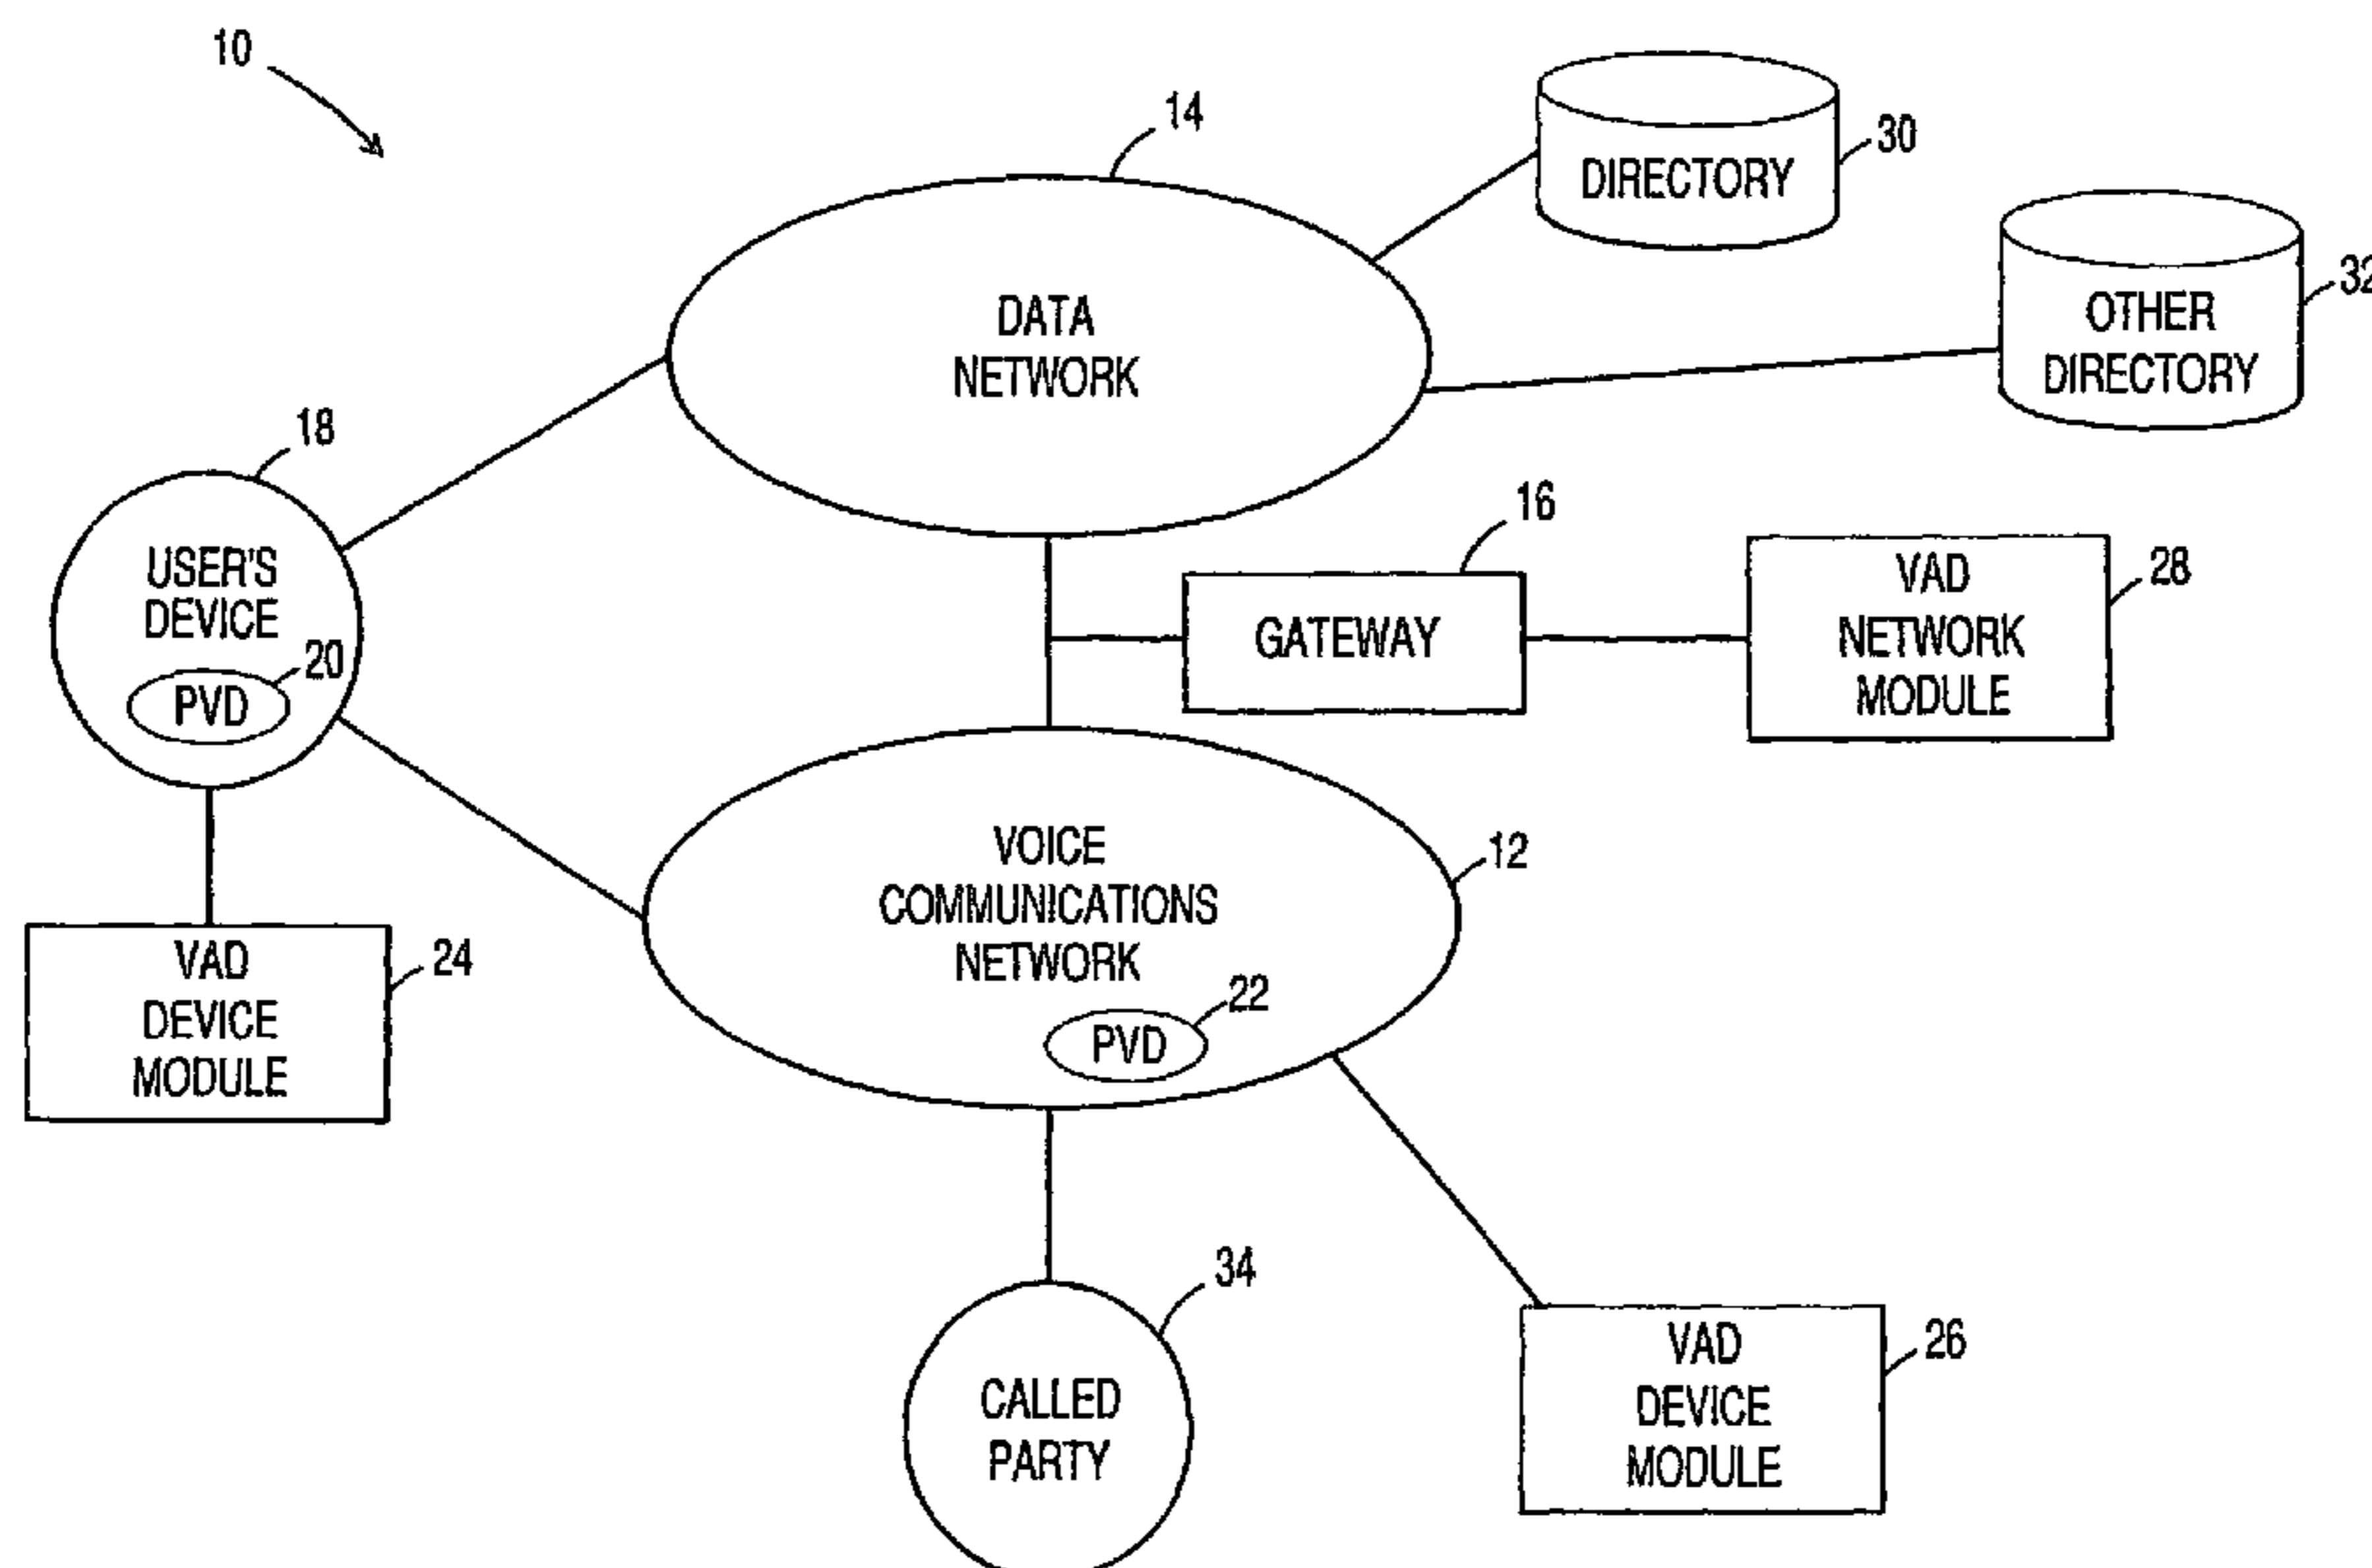 10
14
DIRECTORY
30
OTHER
DIRECTORY
32
DATA
NETWORK
18
USER'S
DEVICE
20
PVD
16
GATEWAY
VAD
NETWORK
MODULE
28
VOICE
COMMUNICATIONS
NETWORK
12
22
PVD
VAD
DEVICE
MODULE
24
34
CALLED
PARTY
VAD
DEVICE
MODULE
26